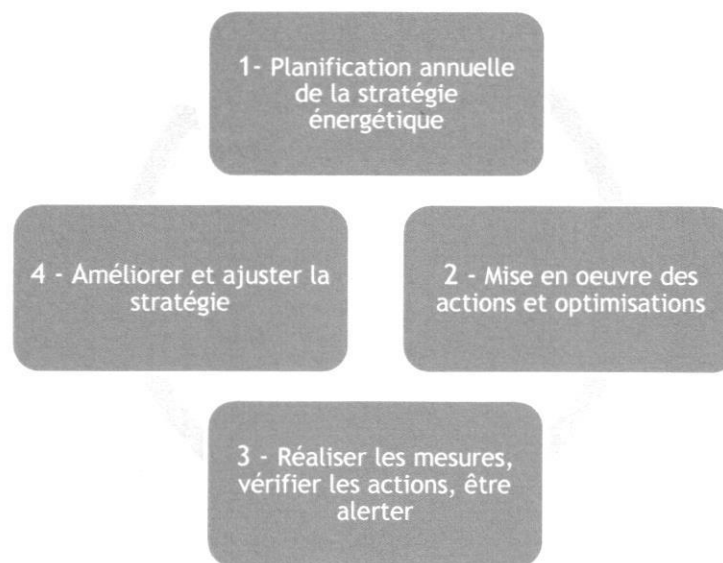 1- Planification annuelle
de la stratégie
énergétique
4 - Améliorer et ajuster la
stratégie
2 - Mise en oeuvre des
actions et optimisations
3 - Réaliser les mesures,
vérifier les actions, être
alerter